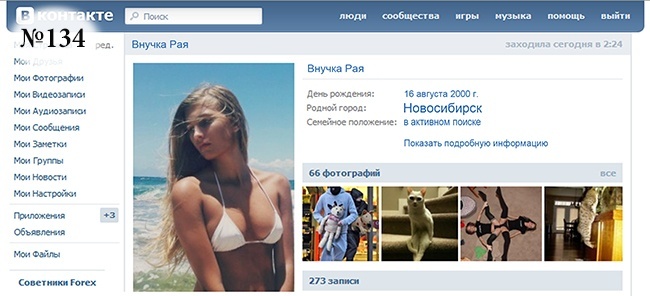 В контакте
Поиск
люди сообщества игры музыка помощь выйти
№134
ред.
Внучка Рая
заходила сегодня в 2:24
Мои Друзья
Мои Фотографии
Мои Видеозаписи
Мои Аудиозаписи
Мои Сообщения
Мои Заметки
Мои Группы
Мои Новости
Мои Настройки
Приложения +3
Объявления
Мои Файлы
Советники Forex
Внучка Рая
День рождения: 16 августа 2000 г.
Родной город: Новосибирск
Семейное положение: в активном поиске
Показать подробную информацию
66 фотографий все
273 записи